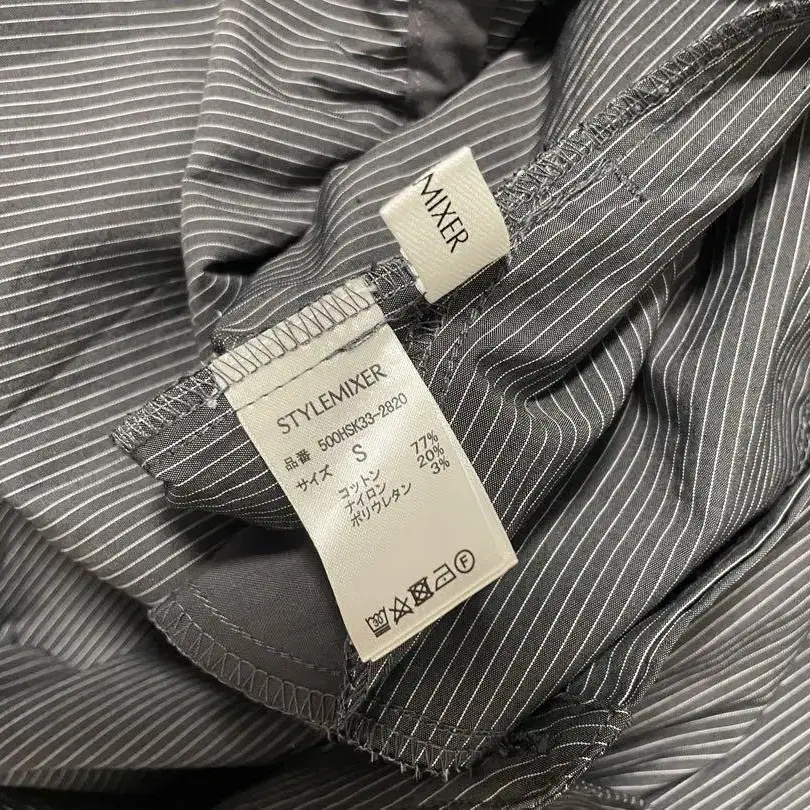 MIXER
STYLEMIXER
品番 500HSK33-2820
サイズ S
コットン 77%
ナイロン 20%
ポリウレタン 3%
30
F